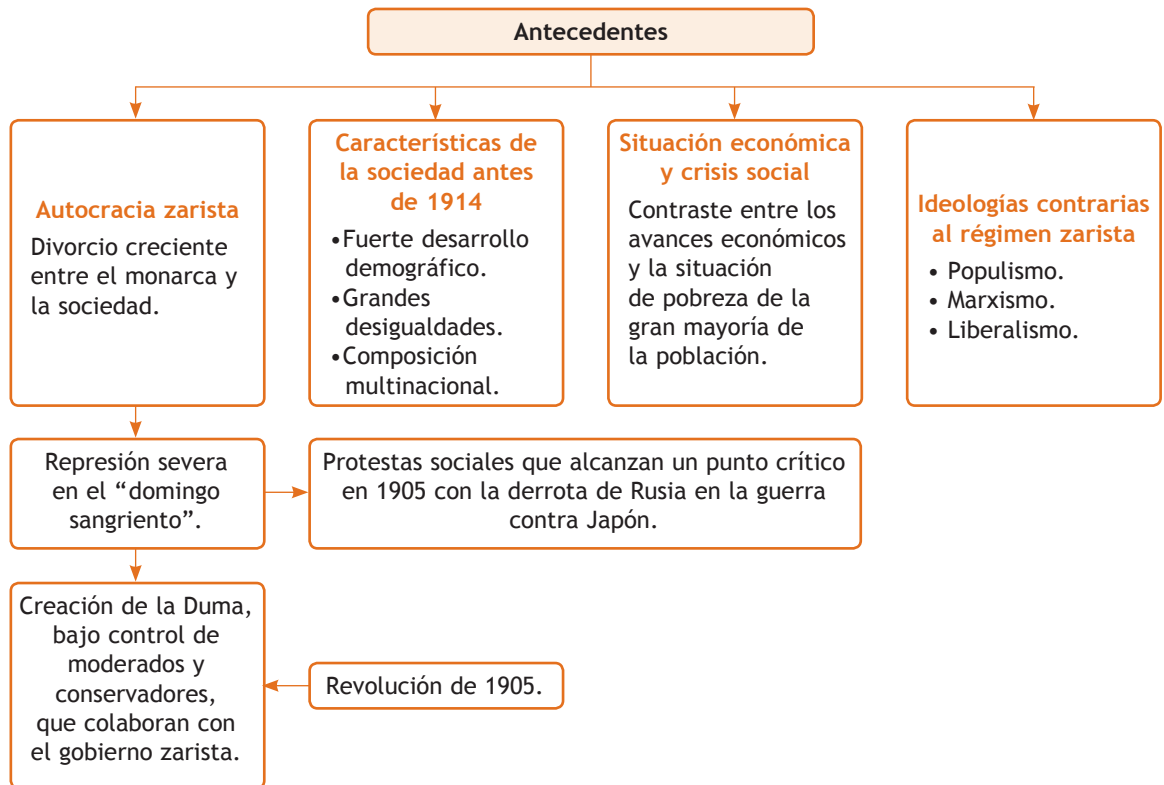 Antecedentes
Autocracia zarista
Divorcio creciente
entre el monarca y
la sociedad.
Características de
la sociedad antes
de 1914
•Fuerte desarrollo
demográfico.
•Grandes
desigualdades.
•Composición
multinacional.
Situación económica
y crisis social
Contraste entre los
avances económicos
y la situación
de pobreza de la
gran mayoría de
la población.
Ideologías contrarias
al régimen zarista
• Populismo.
• Marxismo.
• Liberalismo.
Represión severa
en el “domingo
sangriento”.
Protestas sociales que alcanzan un punto crítico
en 1905 con la derrota de Rusia en la guerra
contra Japón.
Creación de la Duma,
bajo control de
moderados y
conservadores,
que colaboran con
el gobierno zarista.
Revolución de 1905.